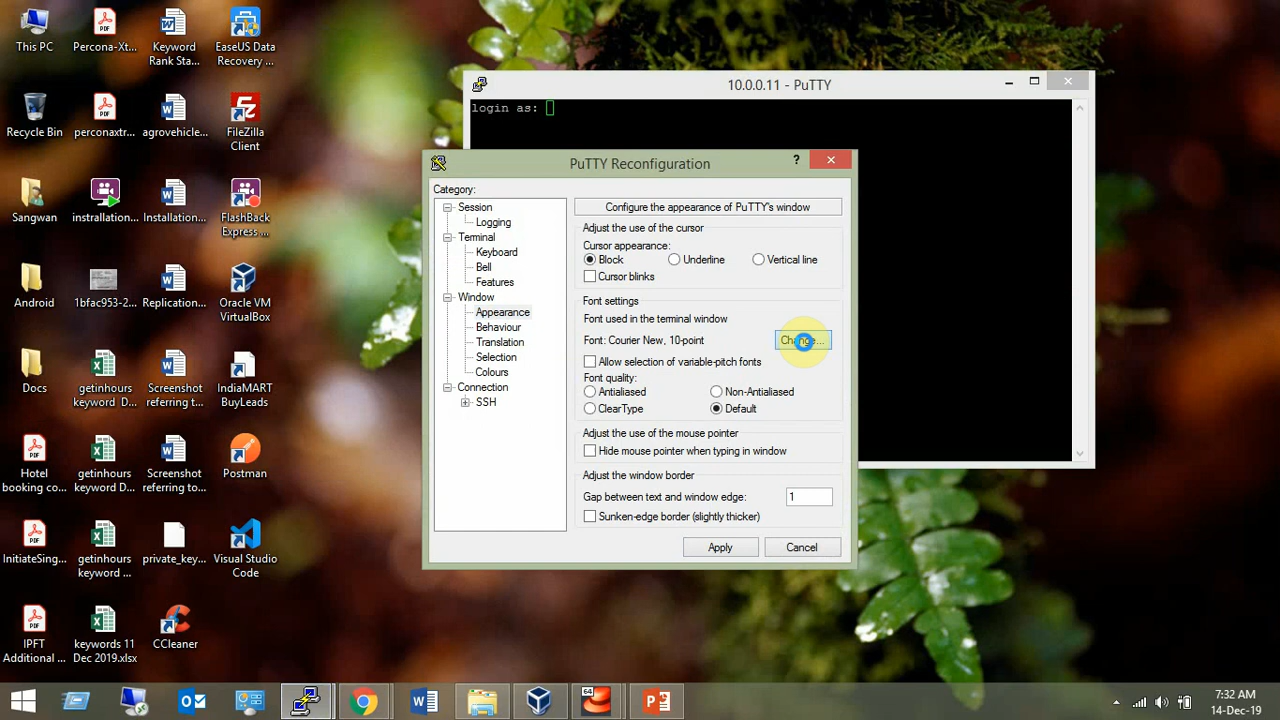 This PC
Percona-Xt...
Keyword
Rank Sta...
EaseUS Data
Recovery ...
Recycle Bin
perconaxtr...
agrovehicle...
FileZilla
Client
Sangwan
instrallation...
Installation...
FlashBack
Express ...
Android
1bfac953-2...
Replication...
Oracle VM
VirtualBox
Docs
getinhours
keyword D...
Screenshot
referring to...
IndiaMART
BuyLeads
Hotel
booking co...
getinhours
keyword D...
Screenshot
referring to...
Postman
InitiateSing...
getinhours
keyword ...
private_key...
Visual Studio
Code
IPFT
Additional ...
keywords 11
Dec 2019.xlsx
CCleaner
10.0.0.11 - PuTTY
login as:
PuTTY Reconfiguration
?
Category:
Session
Logging
Terminal
Keyboard
Bell
Features
Window
Appearance
Behaviour
Translation
Selection
Colours
Connection
SSH
Configure the appearance of PuTTY's window
Adjust the use of the cursor
Cursor appearance:
Block Underline Vertical line
Cursor blinks
Font settings
Font used in the terminal window
Font: Courier New, 10-point Change...
Allow selection of variable-pitch fonts
Font quality:
Antialiased Non-Antialiased
ClearType Default
Adjust the use of the mouse pointer
Hide mouse pointer when typing in window
Adjust the window border
Gap between text and window edge: 1
Sunken-edge border (slightly thicker)
Apply Cancel
64
7:32 AM
14-Dec-19